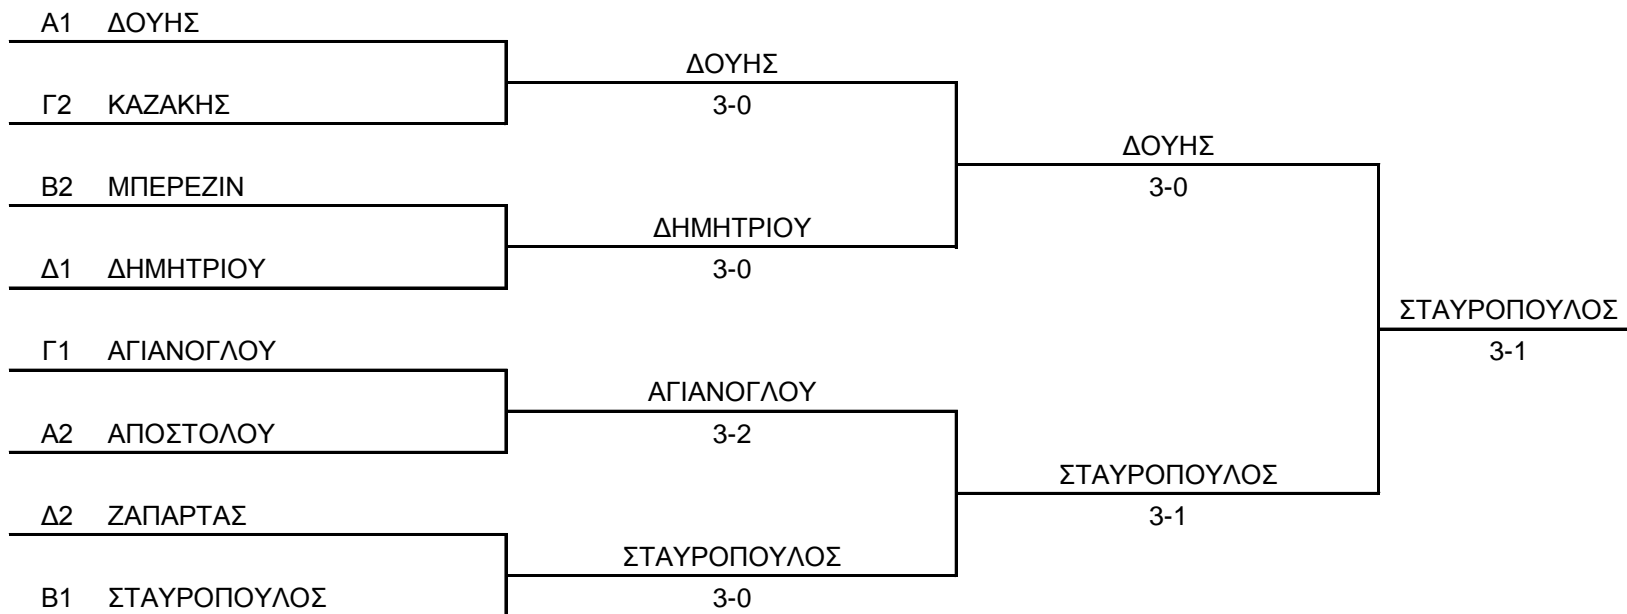 Α1 ΔΟΥΗΣ
ΔΟΥΗΣ
Γ2 ΚΑΖΑΚΗΣ
3-0
ΔΟΥΗΣ
Β2 ΜΠΕΡΕΖΙΝ
3-0
ΔΗΜΗΤΡΙΟΥ
Δ1 ΔΗΜΗΤΡΙΟΥ
3-0
ΣΤΑΥΡΟΠΟΥΛΟΣ
Γ1 ΑΓΙΑΝΟΓΛΟΥ
3-1
ΑΓΙΑΝΟΓΛΟΥ
Α2 ΑΠΟΣΤΟΛΟΥ
3-2
ΣΤΑΥΡΟΠΟΥΛΟΣ
Δ2 ΖΑΠΑΡΤΑΣ
3-1
ΣΤΑΥΡΟΠΟΥΛΟΣ
Β1 ΣΤΑΥΡΟΠΟΥΛΟΣ
3-0